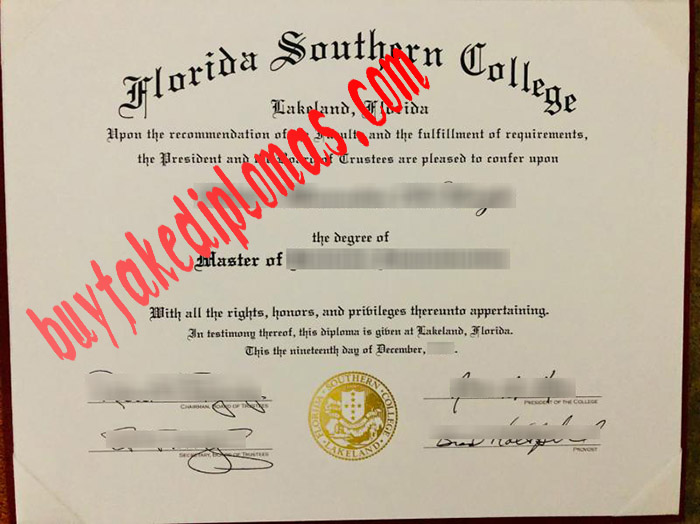 Florida Southern College
Lakeland, Florida
Upon the recommendation of Faculty and the fulfillment of requirements,
the President and the Board of Trustees are pleased to confer upon
the degree of
Master of
With all the rights, honors, and privileges thereunto appertaining.
In testimony thereof, this diploma is given at Lakeland, Florida.
This the nineteenth day of December,
CHAIRMAN, BOARD OF TRUSTEES
PRESIDENT OF THE COLLEGE
SECRETARY, BOARD OF TRUSTEES
PROVOST
FLORIDA SOUTHERN COLLEGE
LAKELAND
buyfakediplomas.com